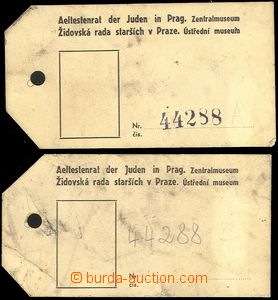 Aeltestenrat der Juden in Prag. Zentralmuseum
Židovská rada starších v Praze. Ústřední museum
Nr. 44288
čís.
Aeltestenrat der Juden in Prag. Zentralmuseum
Židovská rada starších v Praze. Ústřední museum
44288
Nr.
čís.
© burda-auction.com